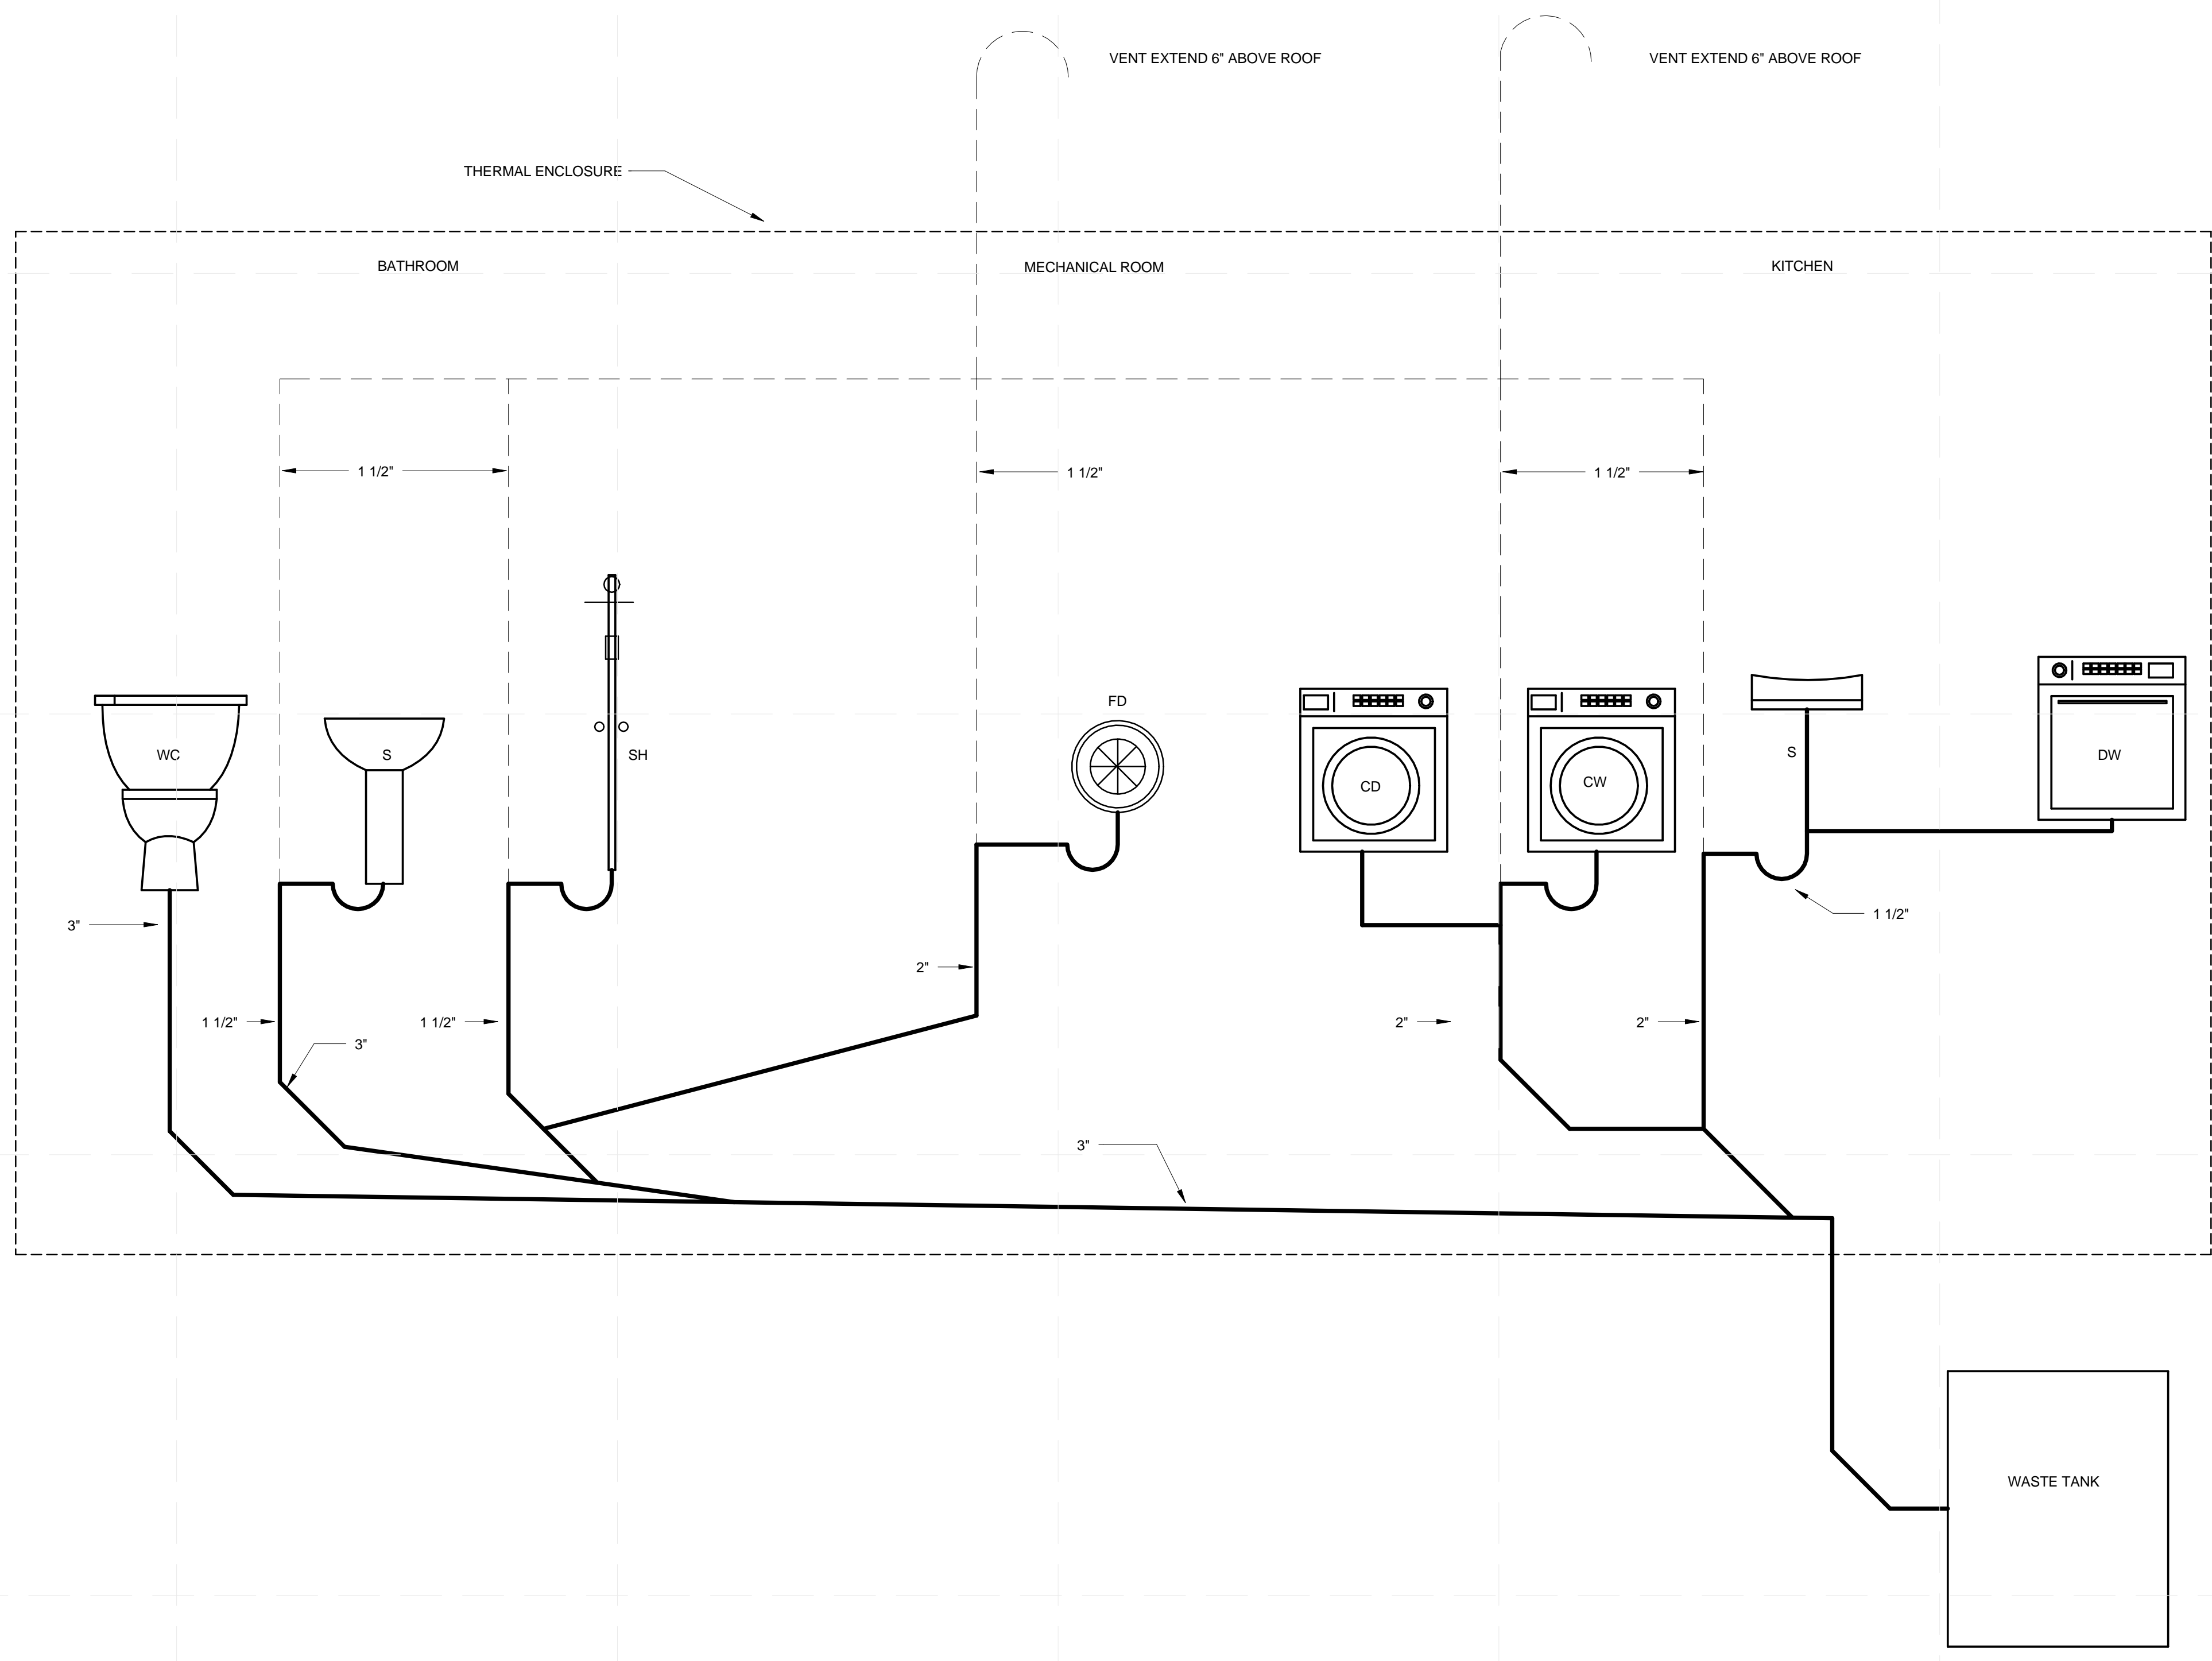 VENT EXTEND 6" ABOVE ROOF
VENT EXTEND 6" ABOVE ROOF
THERMAL ENCLOSURE
BATHROOM
MECHANICAL ROOM
KITCHEN
1 1/2"
1 1/2"
1 1/2"
FD
WC
S
SH
CD
CW
S
DW
3"
1 1/2"
2"
1 1/2"
1 1/2"
2"
2"
3"
3"
WASTE TANK